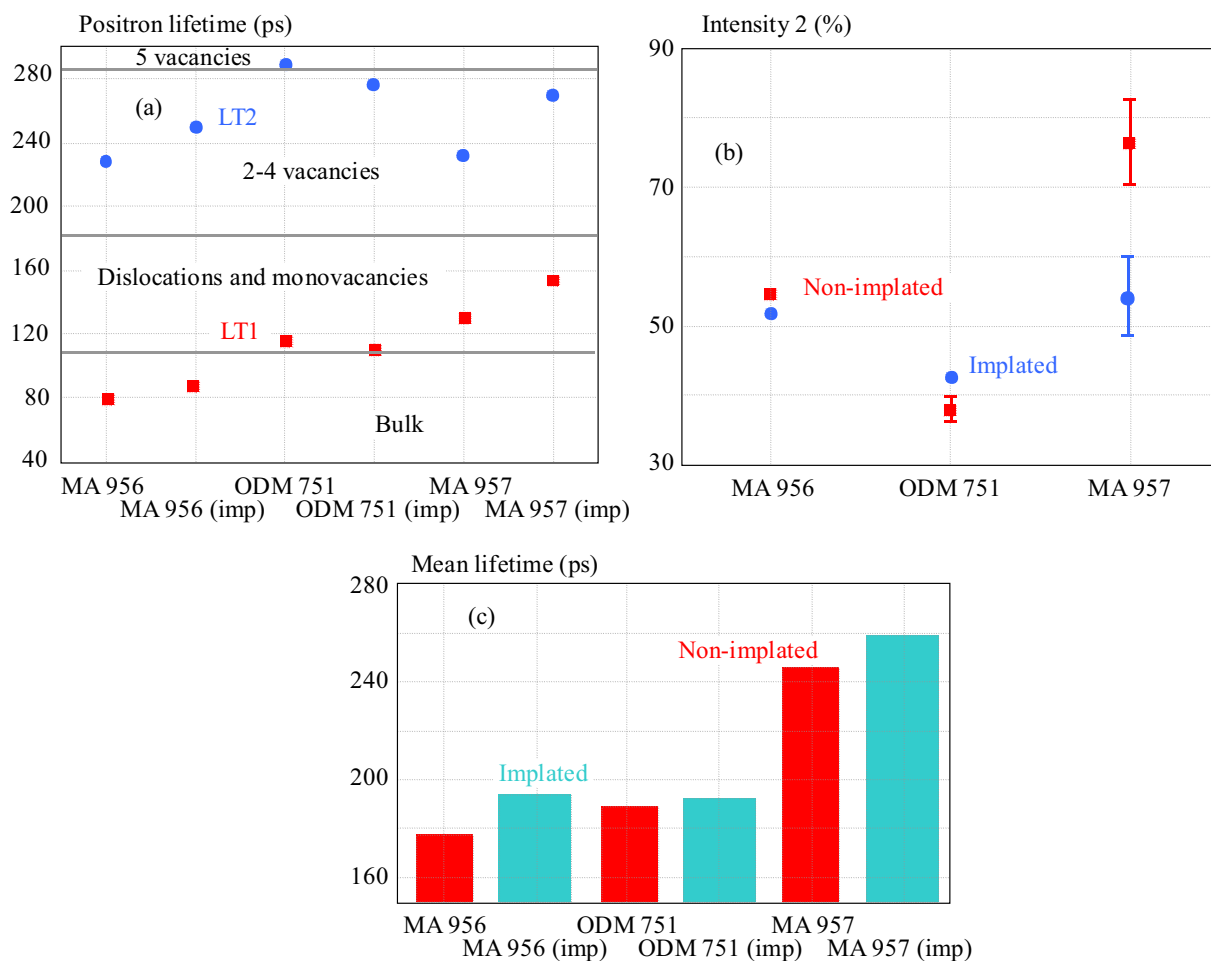 Positron lifetime (ps)
280
240
200
160
120
80
40
5 vacancies
(a)
LT2
2-4 vacancies
Dislocations and monovacancies
LT1
Bulk
MA 956
ODM 751
MA 957
MA 956 (imp)
ODM 751 (imp)
MA 957 (imp)
Intensity 2 (%)
90
70
50
30
(b)
Non-implated
Implated
MA 956
ODM 751
MA 957
Mean lifetime (ps)
280
240
200
160
(c)
Non-implated
Implated
MA 956
ODM 751
MA 957
MA 956 (imp)
ODM 751 (imp)
MA 957 (imp)